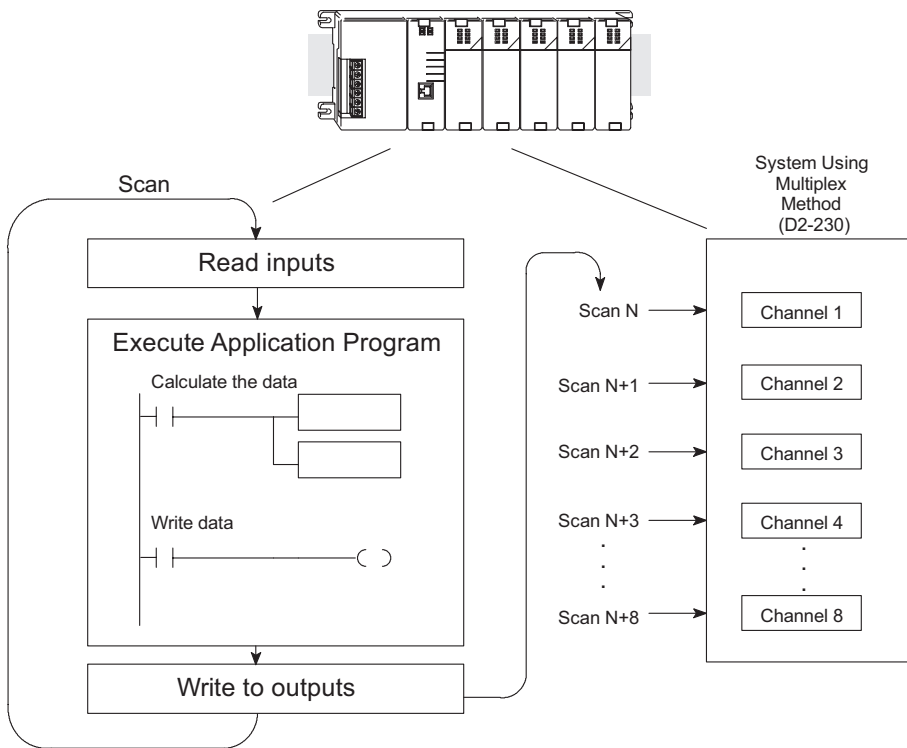 System Using
Multiplex
Method
(D2-230)
Scan
Read inputs
Execute Application Program
Calculate the data
Write data
Write to outputs
Scan N
Channel 1
Scan N+1
Channel 2
Scan N+2
Channel 3
Scan N+3
Channel 4
Scan N+8
Channel 8